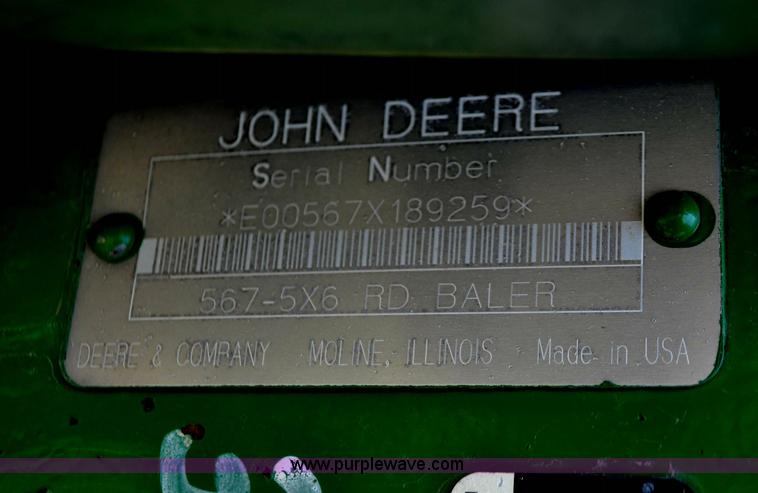 JOHN DEERE
Serial Number
*E00567X189259*
567-5X6 RD BALER
DEERE & COMPANY MOLINE, ILLINOIS Made in USA
www.purplewave.com